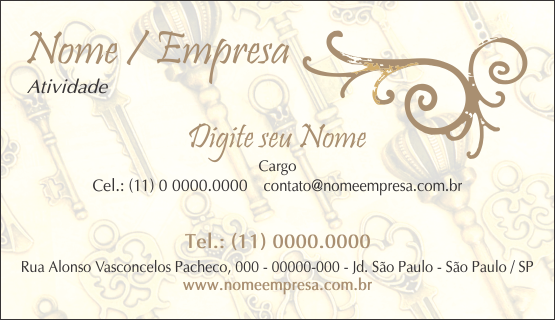 Nome / Empresa
Atividade
Digite seu Nome
Cargo
Cel.: (11) 0 0000.0000 contato@nomeempresa.com.br
Tel.: (11) 0000.0000
Rua Alonso Vasconcelos Pacheco, 000 - 00000-000 - Jd. São Paulo - São Paulo / SP
www.nomeempresa.com.br